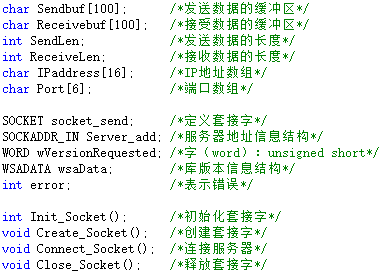 char Sendbuf[100]; /*发送数据的缓冲区*/
char Receivebuf[100]; /*接受数据的缓冲区*/
int SendLen; /*发送数据的长度*/
int ReceiveLen; /*接收数据的长度*/
char IPaddress[16]; /*IP地址数组*/
char Port[6]; /*端口数组*/
SOCKET socket_send; /*定义套接字*/
SOCKADDR_IN Server_add; /*服务器地址信息结构*/
WORD wVersionRequested; /*字（word）：unsigned short*/
WSADATA wsaData; /*库版本信息结构*/
int error; /*表示错误*/
int Init_Socket(); /*初始化套接字*/
void Create_Socket(); /*创建套接字*/
void Connect_Socket(); /*连接服务器*/
void Close_Socket(); /*释放套接字*/